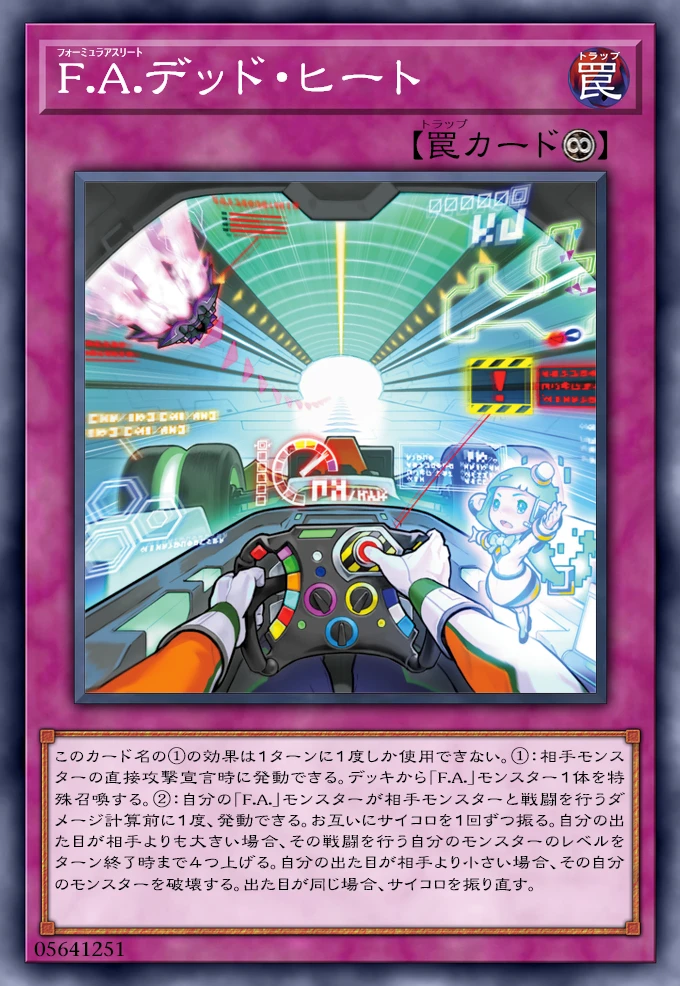 フォーミュラアスリート
F.A.デッド・ヒート
トラップ
罠
トラップ
【罠カード】
このカード名の①の効果は1ターンに1度しか使用できない。①:相手モンス
ターの直接攻撃宣言時に発動できる。デッキから「F.A.」モンスター1体を特
殊召喚する。②:自分の「F.A.」モンスターが相手モンスターと戦闘を行うダ
メージ計算前に1度、発動できる。お互いにサイコロを1回ずつ振る。自分の出
た目が相手よりも大きい場合、その戦闘を行う自分のモンスターのレベルを
ターン終了時まで4つ上げる。自分の出た目が相手より小さい場合、その自分
のモンスターを破壊する。出た目が同じ場合、サイコロを振り直す。
05641251